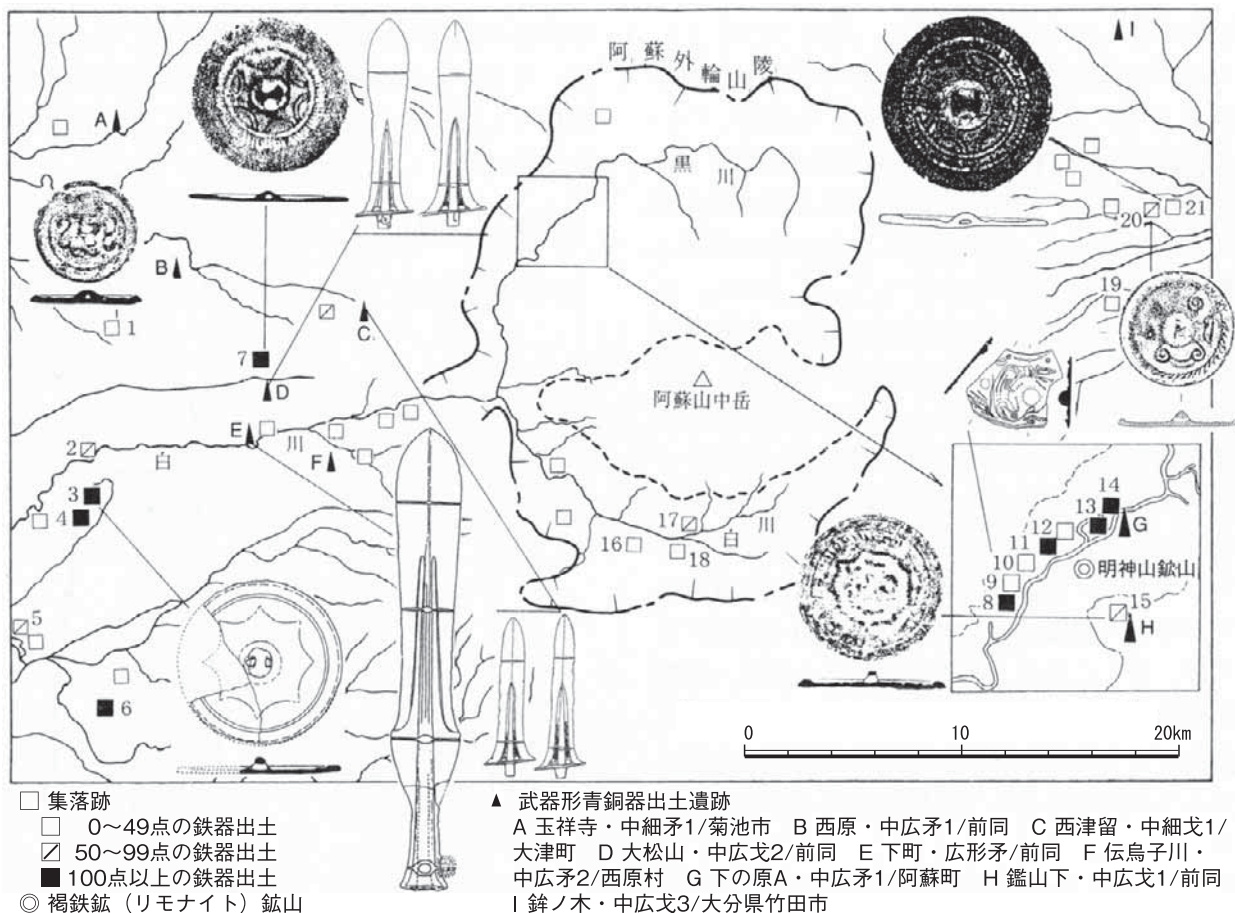 阿蘇外輪山陵
I
A
黒川
21
20
B
19
1
C
7
阿蘇山中岳
D
E
川
F
2
白
3
14
4
13
G
12
17
川
11
16
白
10
明神山鉱山
18
9
5
8
15
H
6
0 10 20km
□ 集落跡
□ 0〜49点の鉄器出土
50〜99点の鉄器出土
■ 100点以上の鉄器出土
◎ 褐鉄鉱（リモナイト）鉱山
▲ 武器形青銅器出土遺跡
A 玉祥寺・中細矛1/菊池市 B 西原・中広矛1/前同 C 西津留・中細戈1/
大津町 D 大松山・中広戈2/前同 E 下町・広形矛/前同 F 伝烏子川・
中広矛2/西原村 G 下の原A・中広矛1/阿蘇町 H 鑑山下・中広戈1/前同
I 鉾ノ木・中広戈3/大分県竹田市